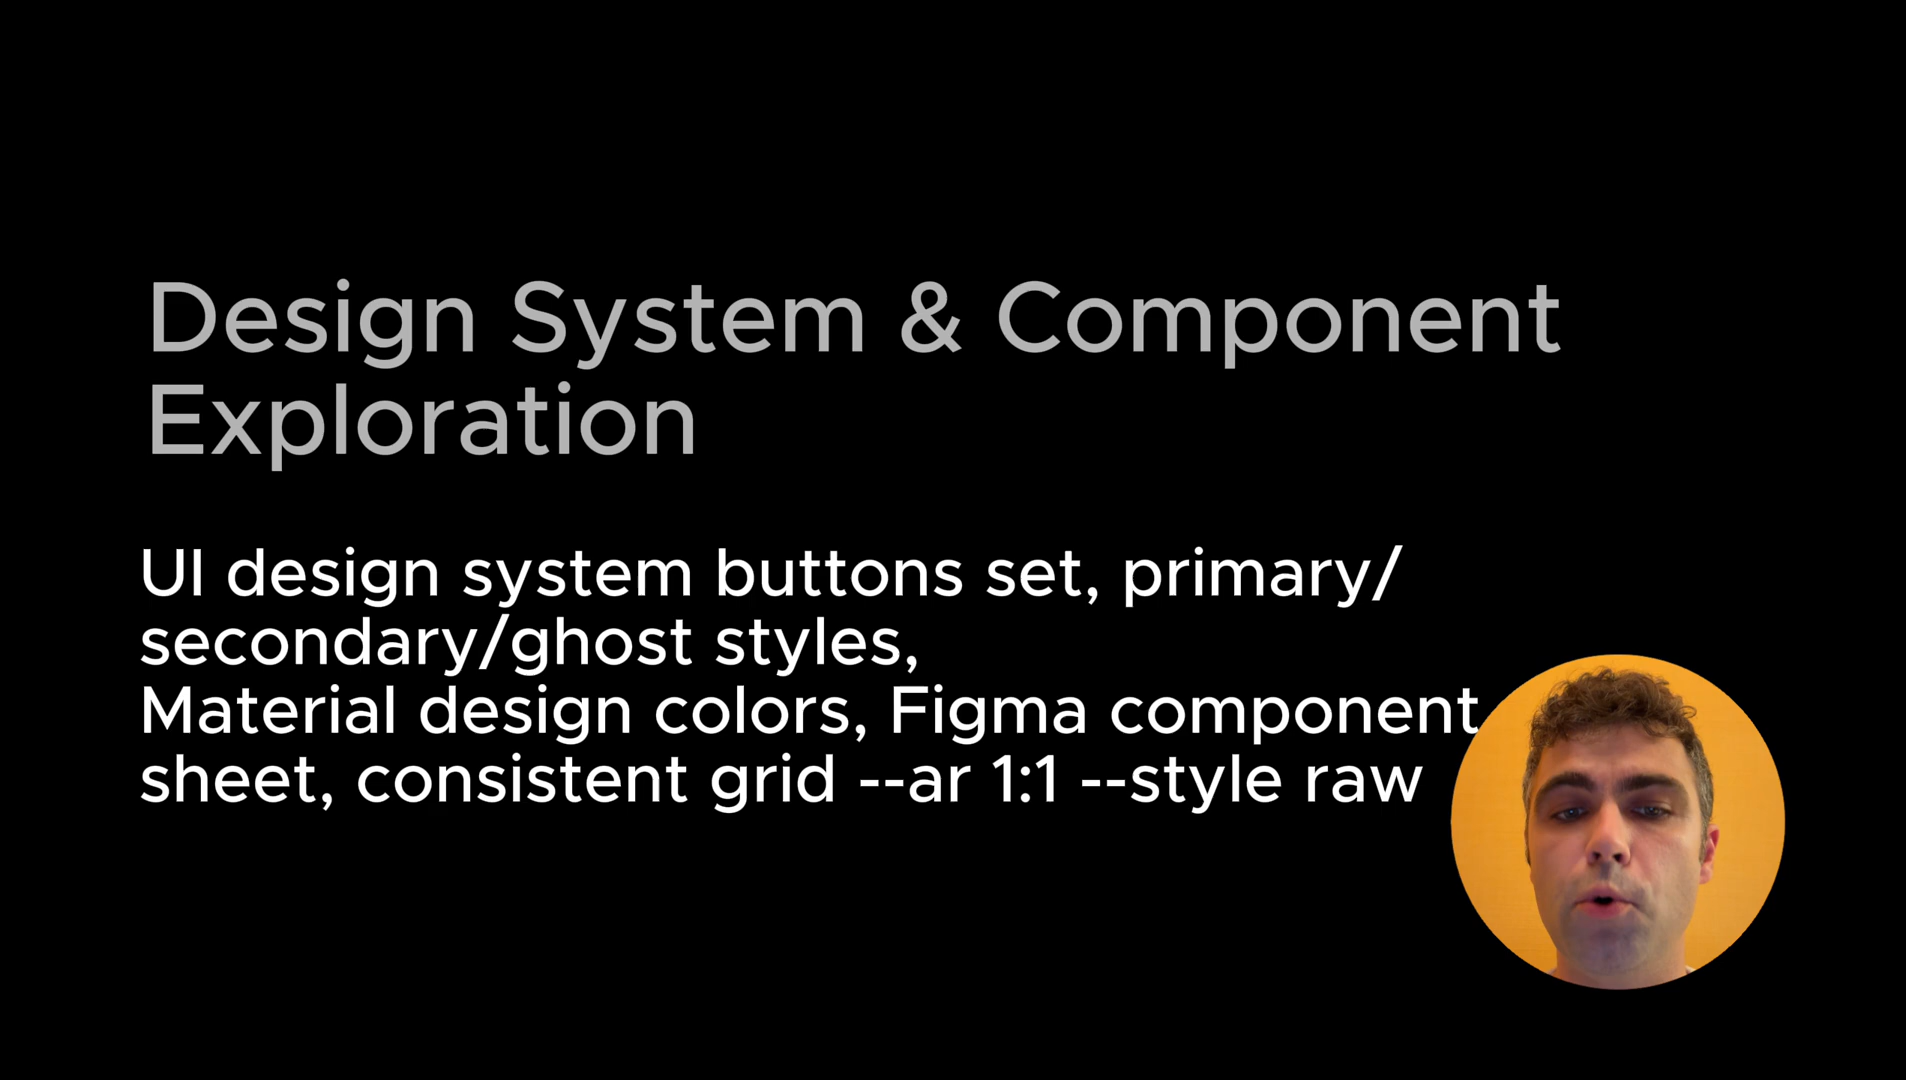 Design System & Component
Exploration
UI design system buttons set, primary/
secondary/ghost styles,
Material design colors, Figma component
sheet, consistent grid --ar 1:1 --style raw